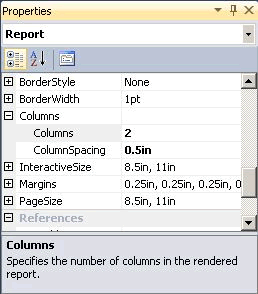 Properties
Report
BorderStyle None
BorderWidth 1pt
Columns
Columns 2
ColumnSpacing 0.5in
InteractiveSize 8.5in, 11in
Margins 0.25in, 0.25in, 0.25in, 0
PageSize 8.5in, 11in
References
Columns
Specifies the number of columns in the rendered
report.